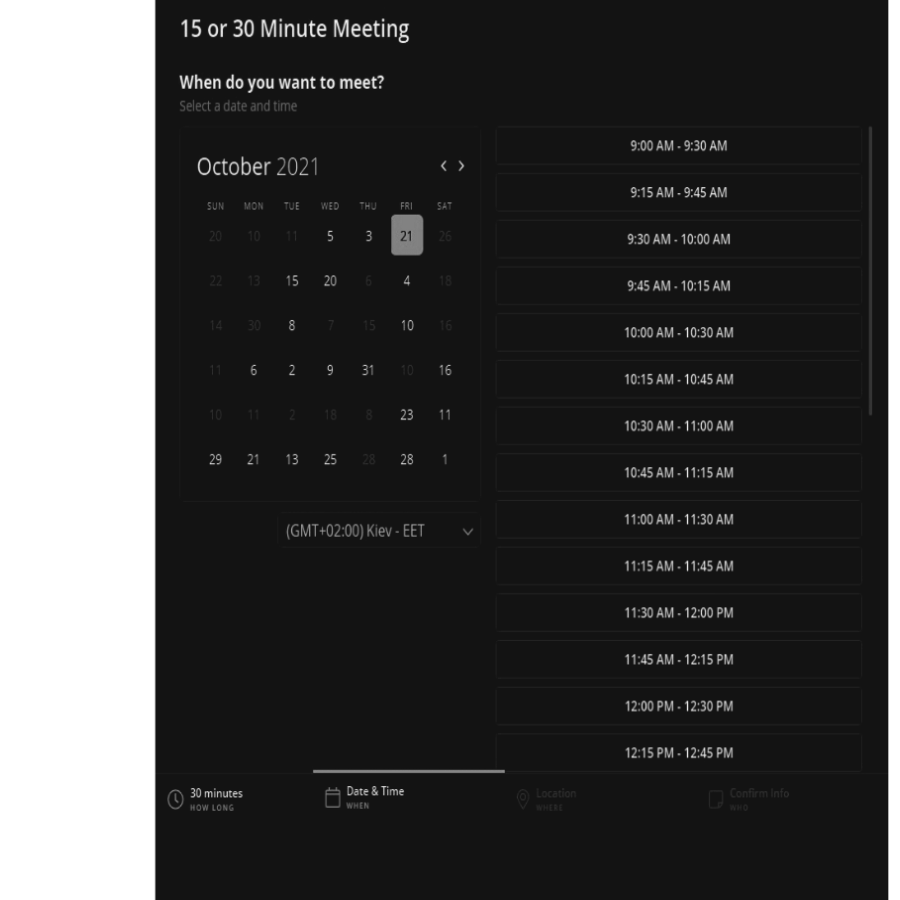 15 or 30 Minute Meeting
When do you want to meet?
Select a date and time
October 2021
SUN MON TUE WED THU FRI SAT
20 10 11 5 3 21 26
22 13 15 20 6 4 18
14 30 8 7 15 10 16
11 6 2 9 31 10 16
10 11 2 18 8 23 11
29 21 13 25 28 28 1
(GMT+02:00) Kiev - EET
9:00 AM - 9:30 AM
9:15 AM - 9:45 AM
9:30 AM - 10:00 AM
9:45 AM - 10:15 AM
10:00 AM - 10:30 AM
10:15 AM - 10:45 AM
10:30 AM - 11:00 AM
10:45 AM - 11:15 AM
11:00 AM - 11:30 AM
11:15 AM - 11:45 AM
11:30 AM - 12:00 PM
11:45 AM - 12:15 PM
12:00 PM - 12:30 PM
12:15 PM - 12:45 PM
30 minutes
HOW LONG
Date & Time
WHEN
Location
WHERE
Confirm Info
WHO